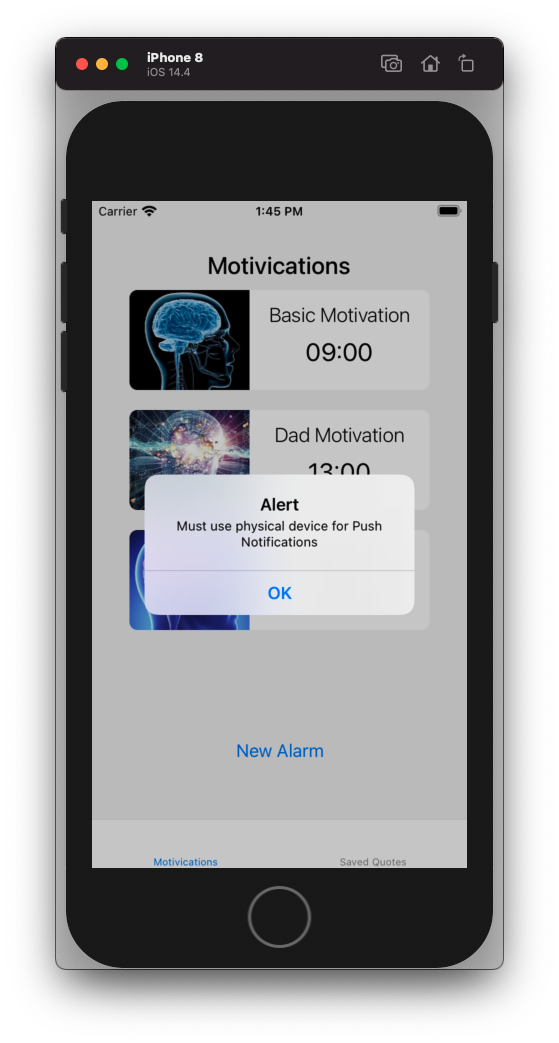 iPhone 8
iOS 14.4
Carrier 1:45 PM
Motivications
Basic Motivation
09:00
Dad Motivation
13:00
Alert
Must use physical device for Push
Notifications
OK
New Alarm
Motivications Saved Quotes